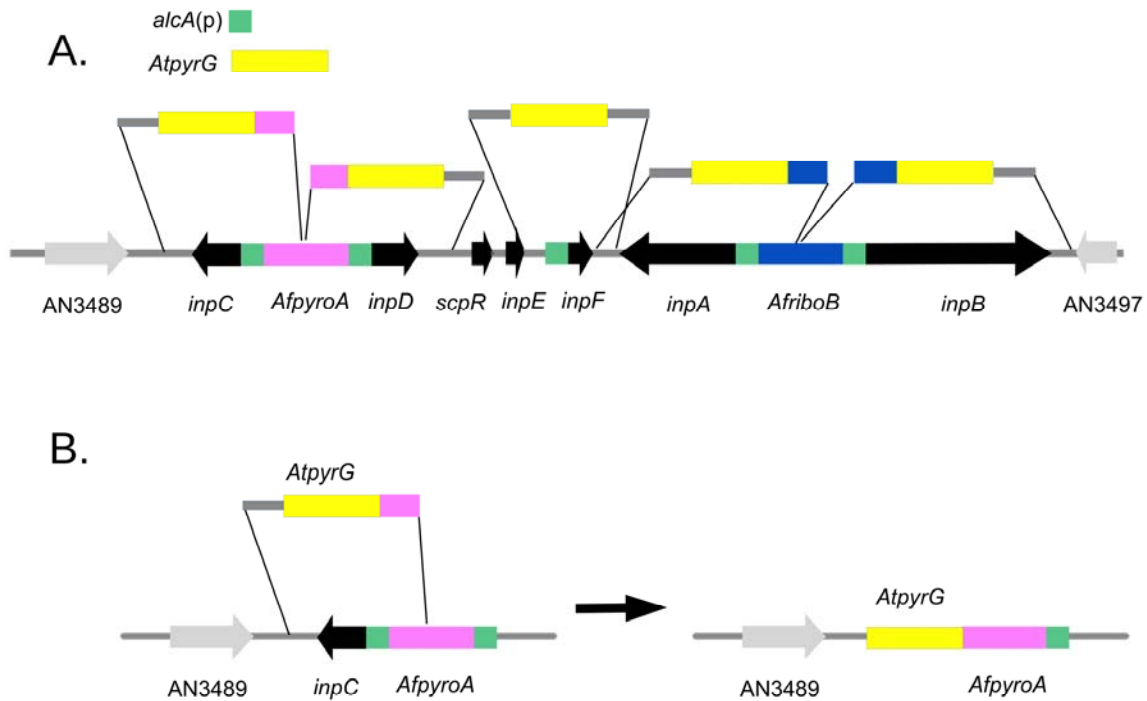 A.
alcA(p)
AtpyrG
AN3489 inpC AfpyroA inpD scpR inpE inpF inpA AfriboB inpB AN3497
B.
AtpyrG
AtpyrG
AN3489 inpC AfpyroA AN3489 AfpyroA